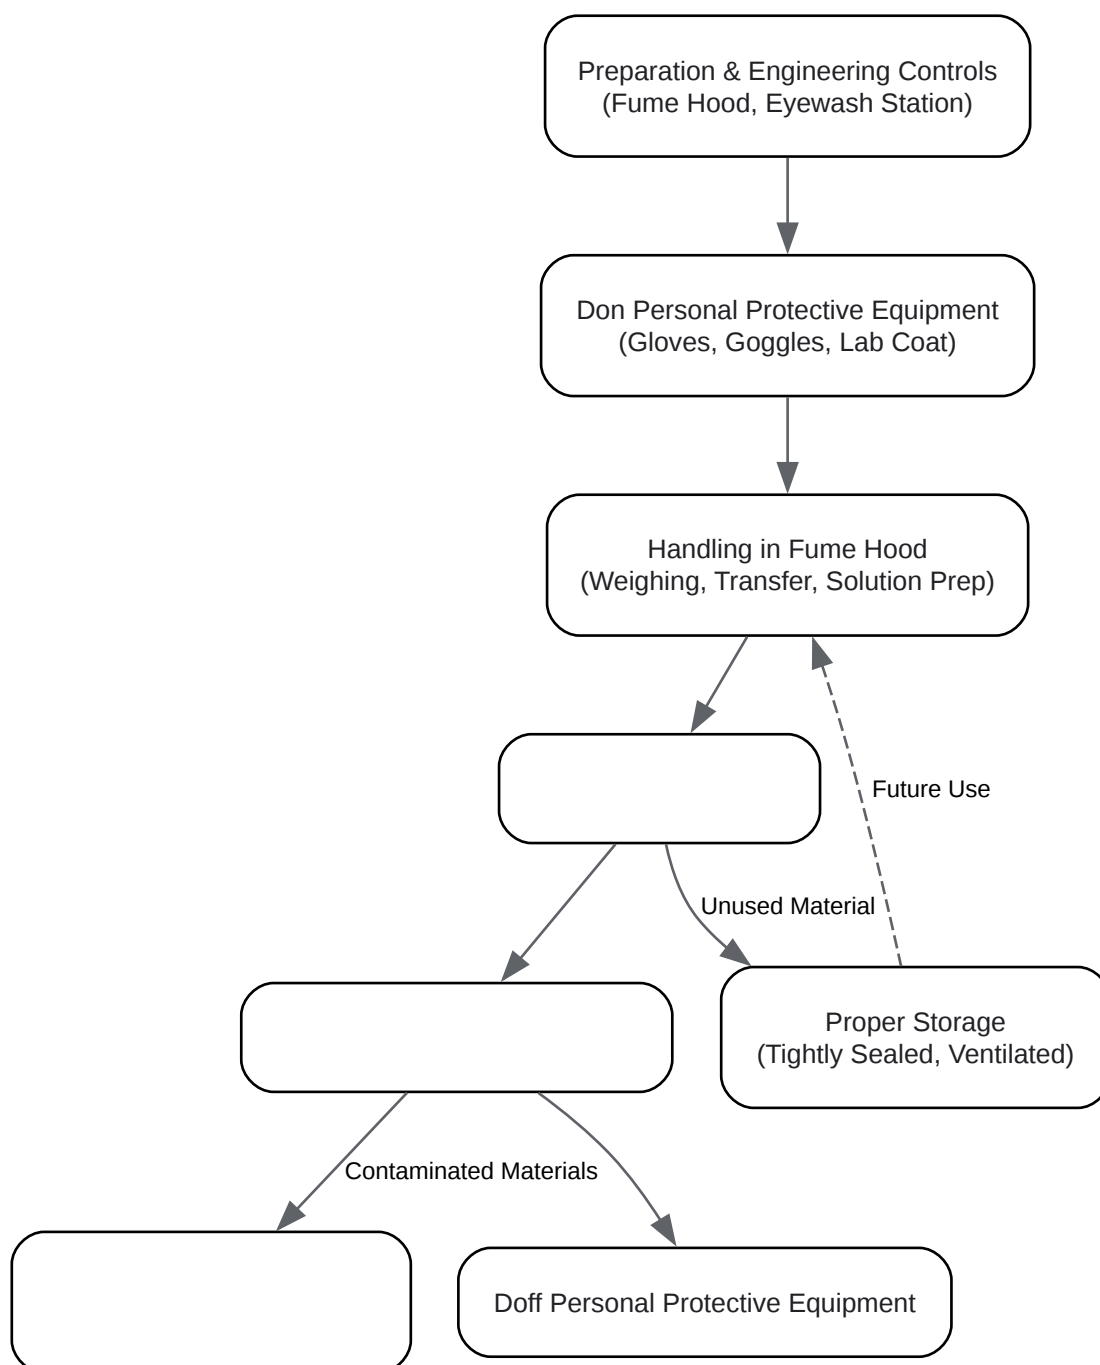 Preparation & Engineering Controls
(Fume Hood, Eyewash Station)
Don Personal Protective Equipment
(Gloves, Goggles, Lab Coat)
Handling in Fume Hood
(Weighing, Transfer, Solution Prep)
Future Use
Unused Material
Proper Storage
(Tightly Sealed, Ventilated)
Contaminated Materials
Doff Personal Protective Equipment